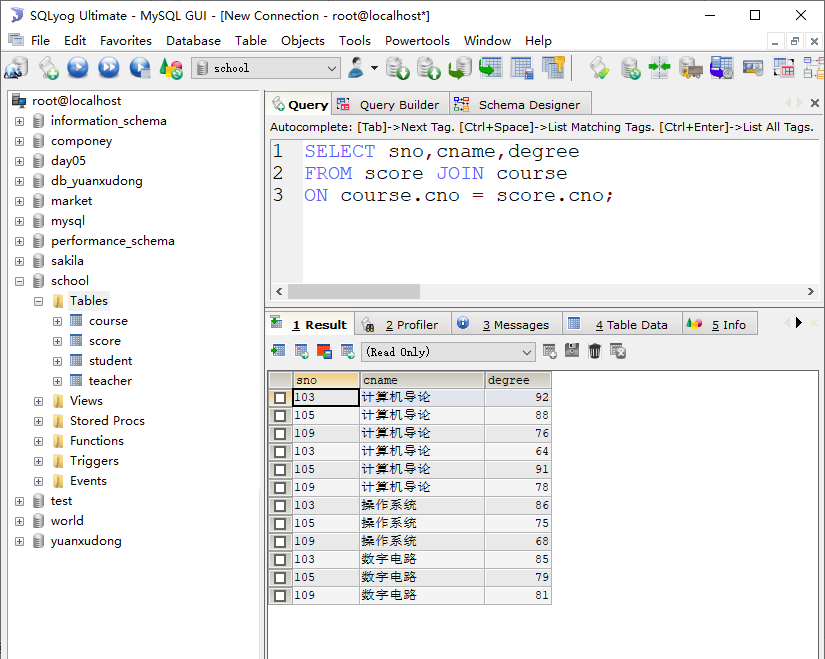 SQLyog Ultimate - MySQL GUI - [New Connection - root@localhost*]
File Edit Favorites Database Table Objects Tools Powertools Window Help
school
root@localhost
information_schema
componey
day05
db_yuanxudong
market
mysql
performance_schema
sakila
school
Tables
course
score
student
teacher
Views
Stored Procs
Functions
Triggers
Events
test
world
yuanxudong
Query Query Builder Schema Designer
Autocomplete: [Tab]->Next Tag. [Ctrl+Space]->List Matching Tags. [Ctrl+Enter]->List All Tags.
1 SELECT sno,cname,degree
2 FROM score JOIN course
3 ON course.cno = score.cno;
1 Result 2 Profiler 3 Messages 4 Table Data 5 Info
(Read Only)
sno cname degree
103 计算机导论 92
105 计算机导论 88
109 计算机导论 76
103 计算机导论 64
105 计算机导论 91
109 计算机导论 78
103 操作系统 86
105 操作系统 75
109 操作系统 68
103 数字电路 85
105 数字电路 79
109 数字电路 81